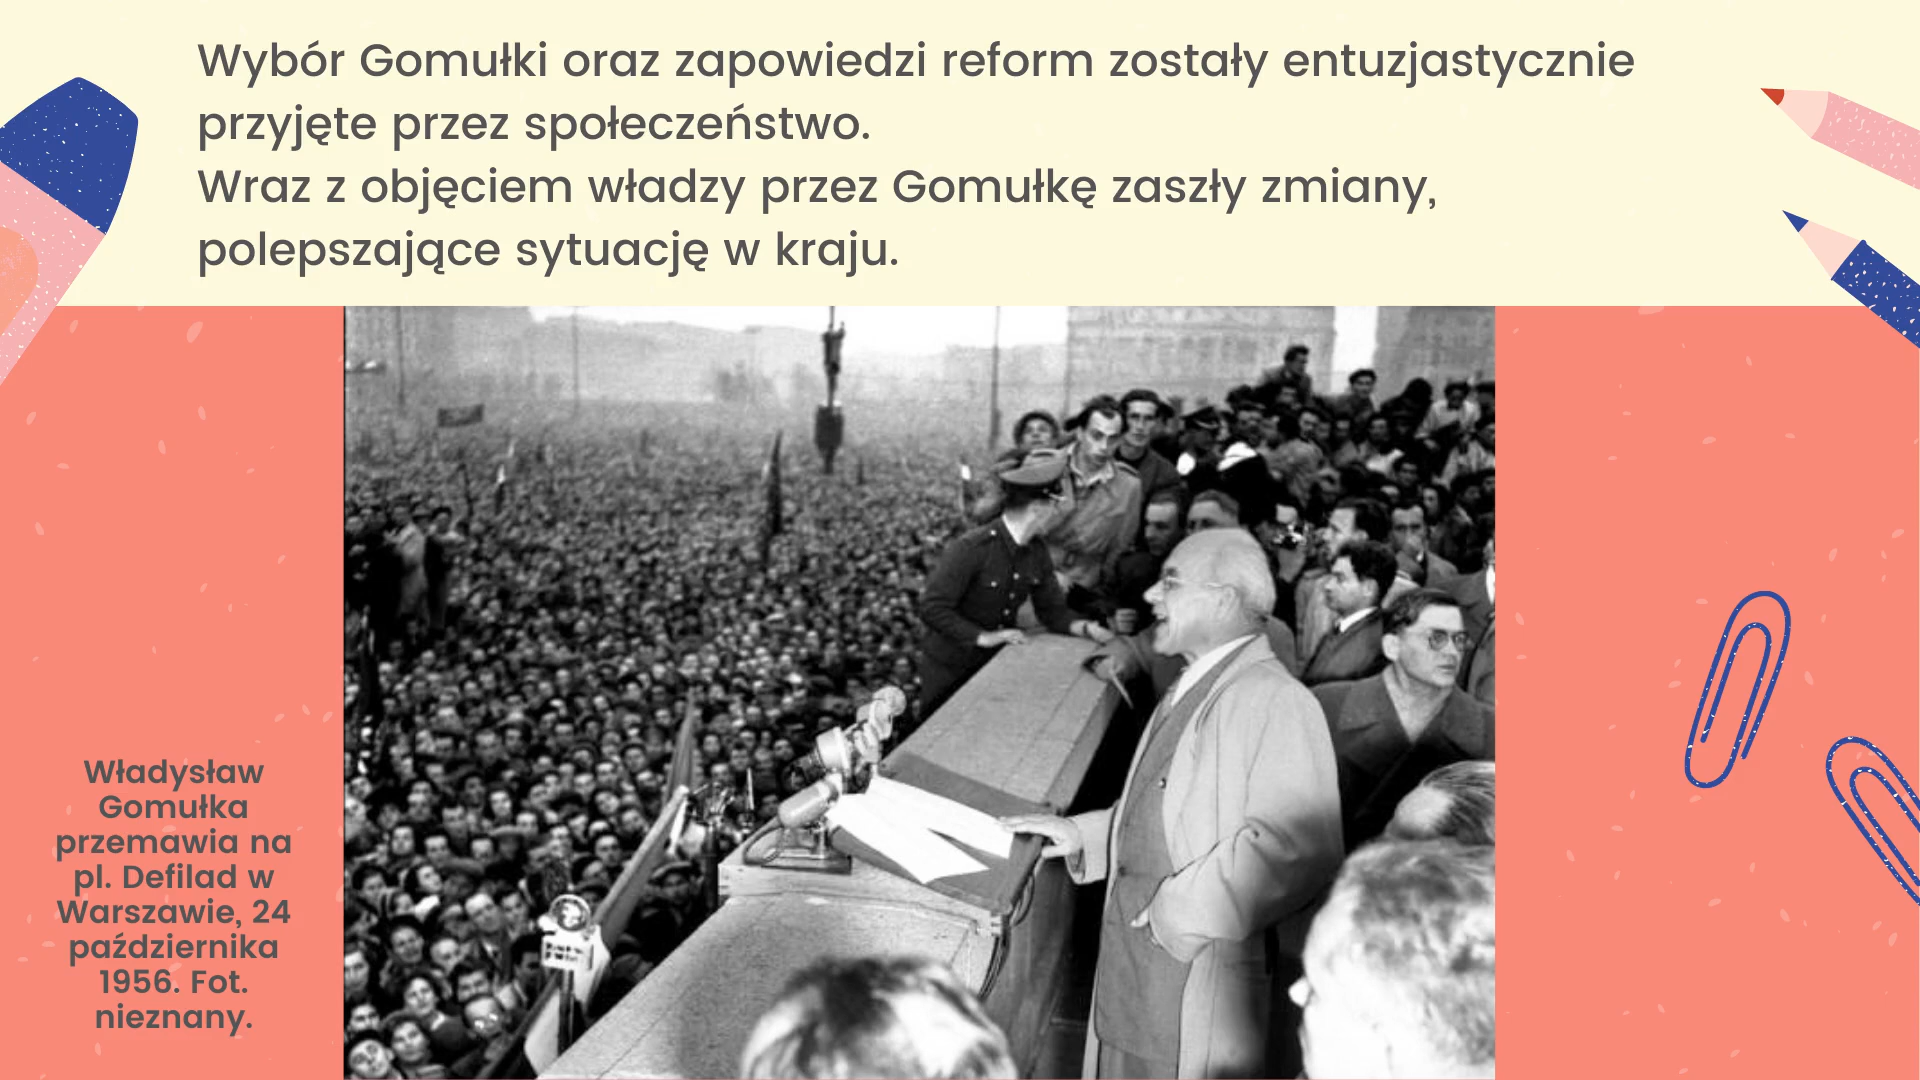 Wybór Gomułki oraz zapowiedzi reform zostały entuzjastycznie
przyjęte przez społeczeństwo.
Wraz z objęciem władzy przez Gomułkę zaszły zmiany,
polepszające sytuację w kraju.
Władysław
Gomułka
przemawia na
pl. Defilad w
Warszawie, 24
października
1956. Fot.
nieznany.